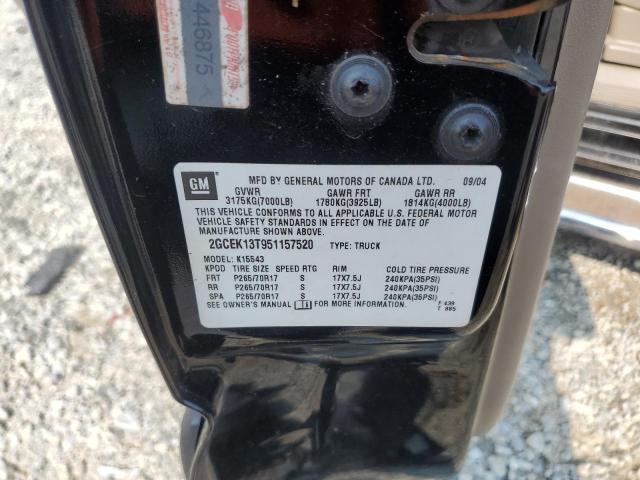 446875
GM
MFD BY GENERAL MOTORS OF CANADA LTD. 09/04
GVWR GAWR FRT GAWR RR
3175KG(7000LB) 1780KG(3925LB) 1814KG(4000LB)
THIS VEHICLE CONFORMS TO ALL APPLICABLE U.S. FEDERAL MOTOR
VEHICLE SAFETY STANDARDS IN EFFECT ON THE DATE OF
MANUFACTURE SHOWN ABOVE.
2GCEK13T951157520 TYPE: TRUCK
MODEL: K15543
KPDD TIRE SIZE SPEED RTG RIM COLD TIRE PRESSURE
FRT P265/70R17 S 17X7.5J 240KPA(35PSI)
RR P265/70R17 S 17X7.5J 240KPA(35PSI)
SPA P265/70R17 S 17X7.5J 240KPA(35PSI)
SEE OWNER'S MANUAL FOR MORE INFORMATION. F 439
T 885